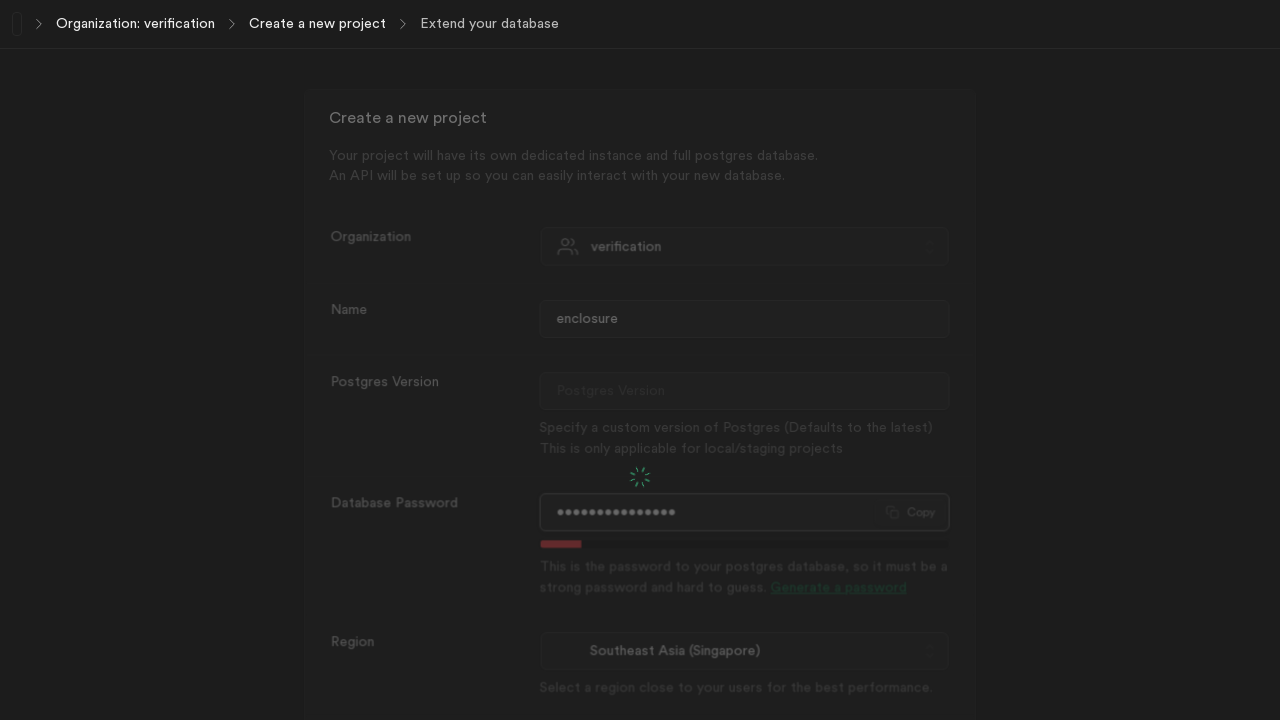 Organization: verification
Create a new project
Extend your database
Create a new project
Your project will have its own dedicated instance and full postgres database.
An API will be set up so you can easily interact with your new database.
Organization
verification
Name
enclosure
Postgres Version
Postgres Version
Specify a custom version of Postgres (Defaults to the latest)
This is only applicable for local/staging projects
Database Password
•••••••••••••••
Copy
This is the password to your postgres database, so it must be a
strong password and hard to guess. Generate a password
Region
Southeast Asia (Singapore)
Select a region close to your users for the best performance.